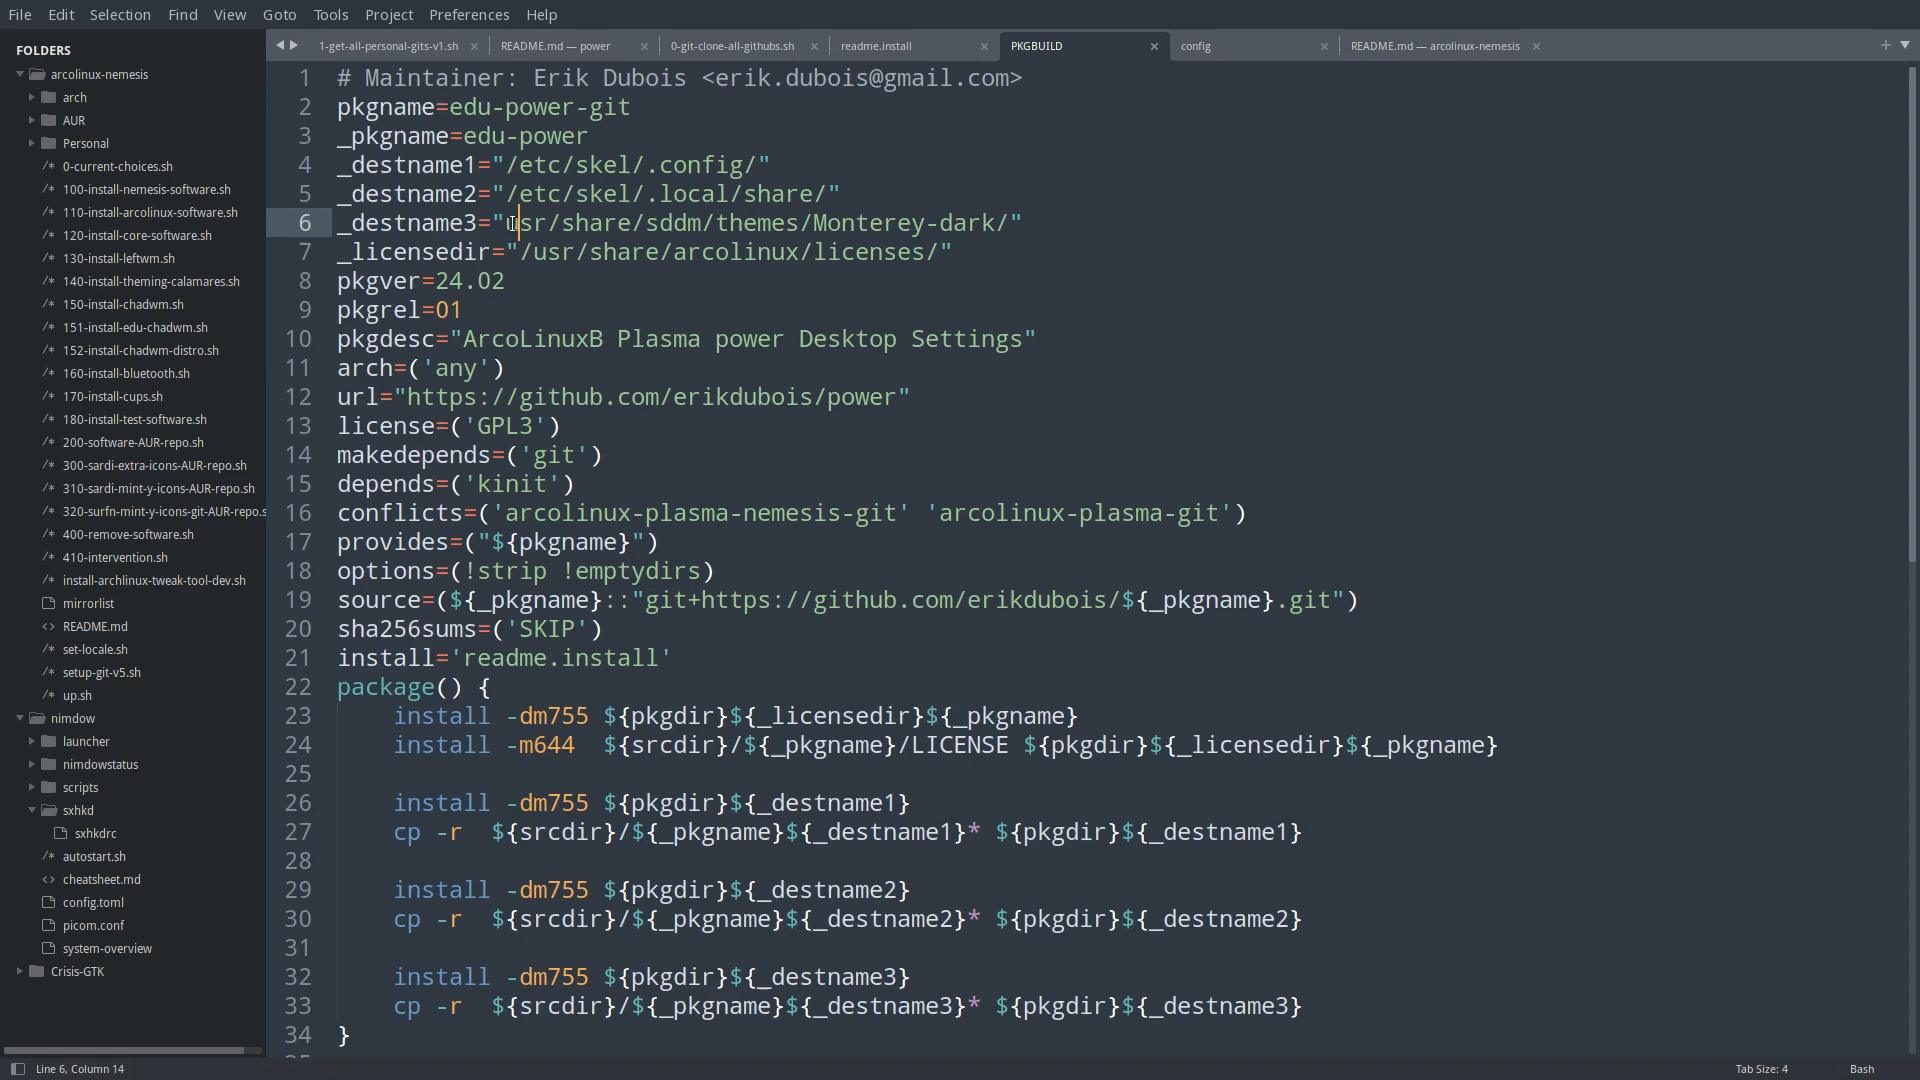 File Edit Selection Find View Goto Tools Project Preferences Help
FOLDERS
arcolinux-nemesis
arch
AUR
Personal
0-current-choices.sh
100-install-nemesis-software.sh
110-install-arcolinux-software.sh
120-install-core-software.sh
130-install-leftwm.sh
140-install-theming-calamares.sh
150-install-chadwm.sh
151-install-edu-chadwm.sh
152-install-chadwm-distro.sh
160-install-bluetooth.sh
170-install-cups.sh
180-install-test-software.sh
200-software-AUR-repo.sh
300-sardi-extra-icons-AUR-repo.sh
310-sardi-mint-y-icons-AUR-repo.sh
320-surfn-mint-y-icons-git-AUR-repo.s
400-remove-software.sh
410-intervention.sh
install-archlinux-tweak-tool-dev.sh
mirrorlist
README.md
set-locale.sh
setup-git-v5.sh
up.sh
nimdow
launcher
nimdowstatus
scripts
sxhkd
sxhkdrc
autostart.sh
cheatsheet.md
config.toml
picom.conf
system-overview
Crisis-GTK
1-get-all-personal-gits-v1.sh × README.md — power × 0-git-clone-all-githubs.sh × readme.install × PKGBUILD × config × README.md — arcolinux-nemesis ×
1 # Maintainer: Erik Dubois <erik.dubois@gmail.com>
2 pkgname=edu-power-git
3 _pkgname=edu-power
4 _destname1="/etc/skel/.config/"
5 _destname2="/etc/skel/.local/share/"
6 _destname3="usr/share/sddm/themes/Monterey-dark/"
7 _licensedir="/usr/share/arcolinux/licenses/"
8 pkgver=24.02
9 pkgrel=01
10 pkgdesc="ArcoLinuxB Plasma power Desktop Settings"
11 arch=('any')
12 url="https://github.com/erikdubois/power"
13 license=('GPL3')
14 makedepends=('git')
15 depends=('kinit')
16 conflicts=('arcolinux-plasma-nemesis-git' 'arcolinux-plasma-git')
17 provides=("${pkgname}")
18 options=(!strip !emptydirs)
19 source=(${_pkgname}::"git+https://github.com/erikdubois/${_pkgname}.git")
20 sha256sums=('SKIP')
21 install='readme.install'
22 package() {
23 install -dm755 ${pkgdir}${_licensedir}${_pkgname}
24 install -m644  ${srcdir}/${_pkgname}/LICENSE ${pkgdir}${_licensedir}${_pkgname}
25
26 install -dm755 ${pkgdir}${_destname1}
27 cp -r  ${srcdir}/${_pkgname}${_destname1}* ${pkgdir}${_destname1}
28
29 install -dm755 ${pkgdir}${_destname2}
30 cp -r  ${srcdir}/${_pkgname}${_destname2}* ${pkgdir}${_destname2}
31
32 install -dm755 ${pkgdir}${_destname3}
33 cp -r  ${srcdir}/${_pkgname}${_destname3}* ${pkgdir}${_destname3}
34 }
Line 6, Column 14 Tab Size: 4 Bash